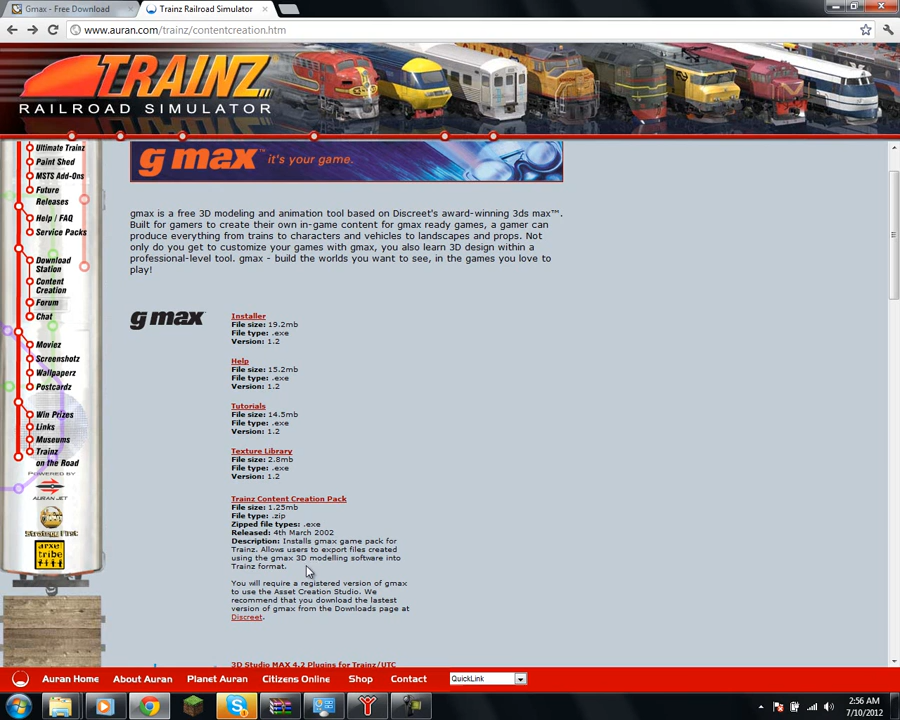 Gmax - Free Download
Trainz Railroad Simulator
www.auran.com/trainz/contentcreation.htm
TRAINZ
RAILROAD SIMULATOR
Ultimate Trainz
Paint Shed
MSTS Add-Ons
Future
Releases
Help / FAQ
Service Packs
Download
Station
Content
Creation
Forum
Chat
Moviez
Screenshotz
Wallpaperz
Postcardz
Win Prizes
Links
Museums
Trainz
on the Road
POWERED BY
AURAN JET
Strategy First
arxe
tribe
gmax™ it's your game.
gmax is a free 3D modeling and animation tool based on Discreet's award-winning 3ds max™.
Built for gamers to create their own in-game content for gmax ready games, a gamer can
produce everything from trains to characters and vehicles to landscapes and props. Not
only do you get to customize your games with gmax, you also learn 3D design within a
professional-level tool. gmax - build the worlds you want to see, in the games you love to
play!
gmax
Installer
File size: 19.2mb
File type: .exe
Version: 1.2
Help
File size: 15.2mb
File type: .exe
Version: 1.2
Tutorials
File size: 14.5mb
File type: .exe
Version: 1.2
Texture Library
File size: 2.8mb
File type: .exe
Version: 1.2
Trainz Content Creation Pack
File size: 1.25mb
File type: .zip
Zipped file types: .exe
Released: 4th March 2002
Description: Installs gmax game pack for
Trainz. Allows users to export files created
using the gmax 3D modelling software into
Trainz format.
You will require a registered version of gmax
to use the Asset Creation Studio. We
recommend that you download the lastest
version of gmax from the Downloads page at
Discreet.
3D Studio MAX 4.2 Plugins for Trainz/UTC
Auran Home
About Auran
Planet Auran
Citizens Online
Shop
Contact
QuickLink
2:56 AM
7/10/2012